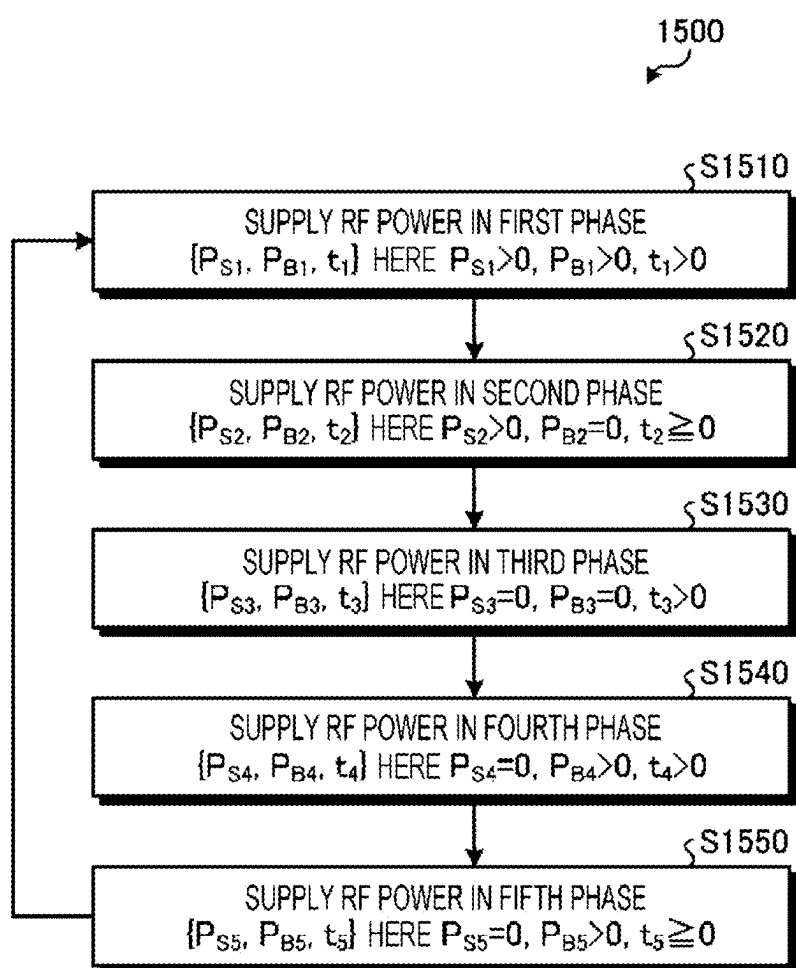 1500
S1510
SUPPLY RF POWER IN FIRST PHASE
{PS1, PB1, t1} HERE PS1>0, PB1>0, t1>0
S1520
SUPPLY RF POWER IN SECOND PHASE
{PS2, PB2, t2} HERE PS2>0, PB2=0, t2≧0
S1530
SUPPLY RF POWER IN THIRD PHASE
{PS3, PB3, t3} HERE PS3=0, PB3=0, t3>0
S1540
SUPPLY RF POWER IN FOURTH PHASE
{PS4, PB4, t4} HERE PS4=0, PB4>0, t4>0
S1550
SUPPLY RF POWER IN FIFTH PHASE
{PS5, PB5, t5} HERE PS5=0, PB5>0, t5≧0